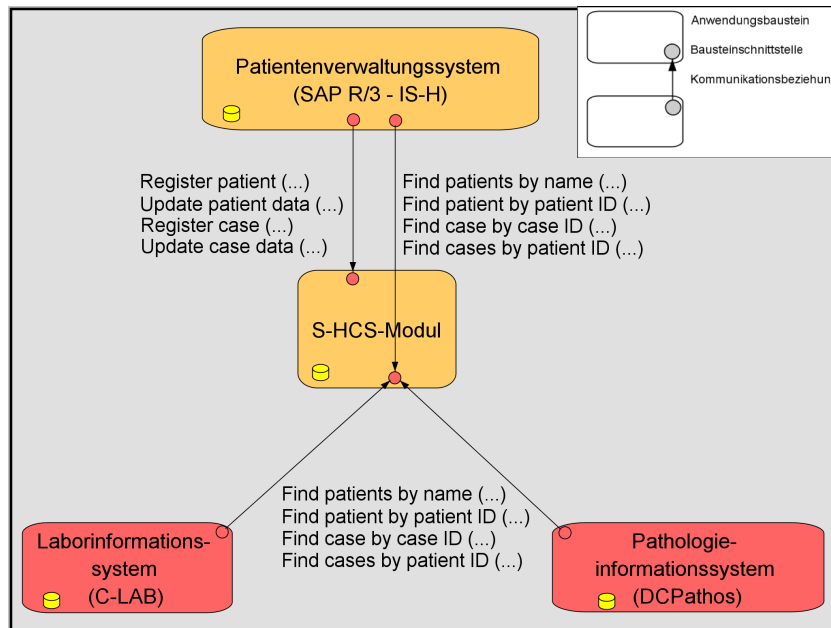 Anwendungsbaustein
Bausteinschnittstelle
Kommunikationsbeziehung
Patientenverwaltungssystem
(SAP R/3 - IS-H)
Register patient (...)
Update patient data (...)
Register case (...)
Update case data (...)
Find patients by name (...)
Find patient by patient ID (...)
Find case by case ID (...)
Find cases by patient ID (...)
S-HCS-Modul
Find patients by name (...)
Find patient by patient ID (...)
Find case by case ID (...)
Find cases by patient ID (...)
Laborinformations-
system
(C-LAB)
Pathologie-
informationssystem
(DCPathos)